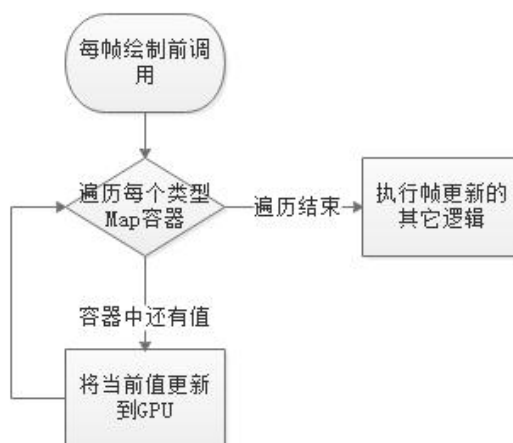 每帧绘制前调
用
遍历每个类型
Map容器
遍历结束
执行帧更新的
其它逻辑
容器中还有值
将当前值更新
到GPU